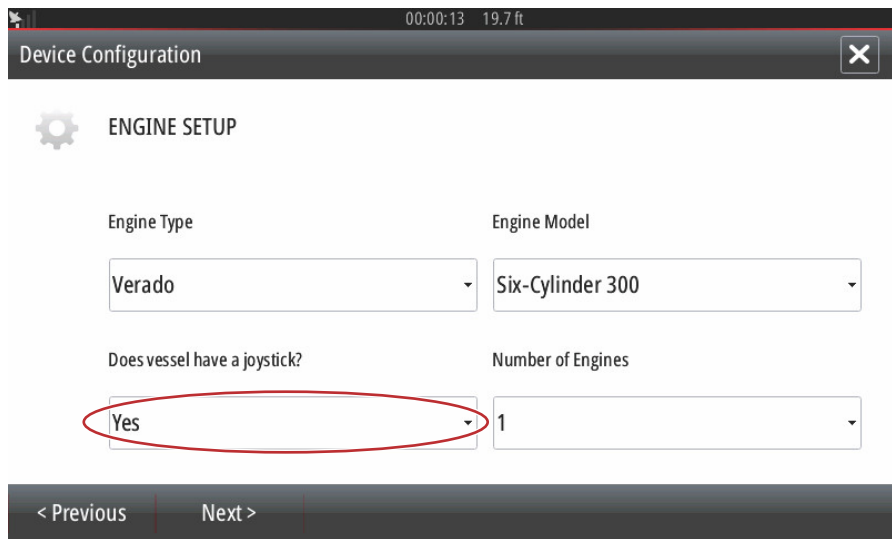 00:00:13 19.7 ft
Device Configuration
ENGINE SETUP
Engine Type Engine Model
Verado Six-Cylinder 300
Does vessel have a joystick? Number of Engines
Yes 1
< Previous Next >